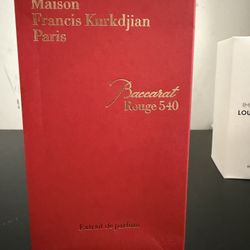 Maison
Francis Kurkdjian
Paris
Baccarat
Rouge 540
Extrait de parfum
LOU